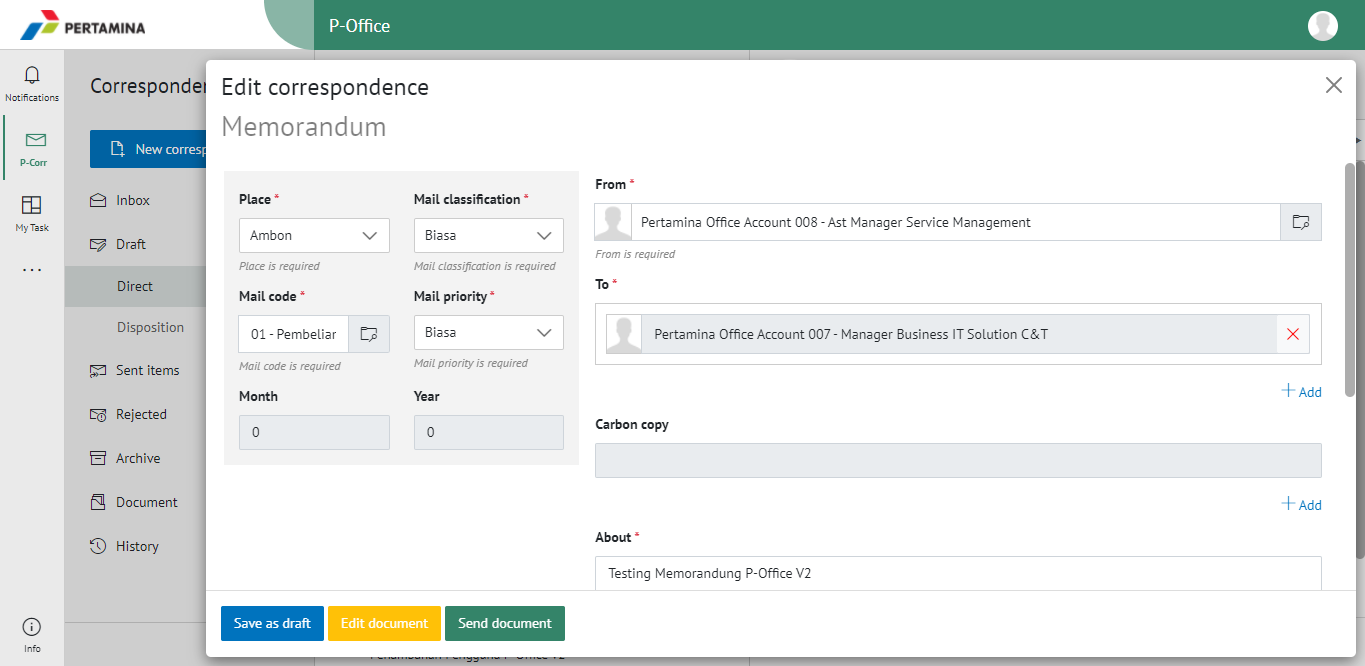 PERTAMINA
P-Office
Notifications
P-Corr
My Task
Info
New corresp
Inbox
Draft
Direct
Disposition
Sent items
Rejected
Archive
Document
History
Edit correspondence
Memorandum
Place *
Mail classification *
Ambon
Biasa
Place is required
Mail classification is required
Mail code *
Mail priority *
01 - Pembeliar
Biasa
Mail code is required
Mail priority is required
Month
Year
0
0
From *
Pertamina Office Account 008 - Ast Manager Service Management
From is required
To *
Pertamina Office Account 007 - Manager Business IT Solution C&T
Add
Carbon copy
Add
About *
Testing Memorandung P-Office V2
Save as draft
Edit document
Send document